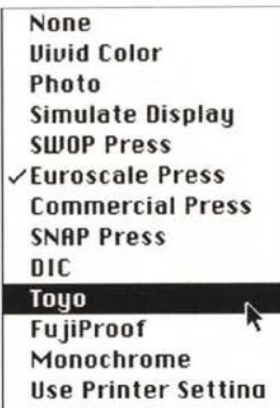 None
Vivid Color
Photo
Simulate Display
SWOP Press
✓Euroscale Press
Commercial Press
SNAP Press
DIC
Toyo
FujiProof
Monochrome
Use Printer Setting